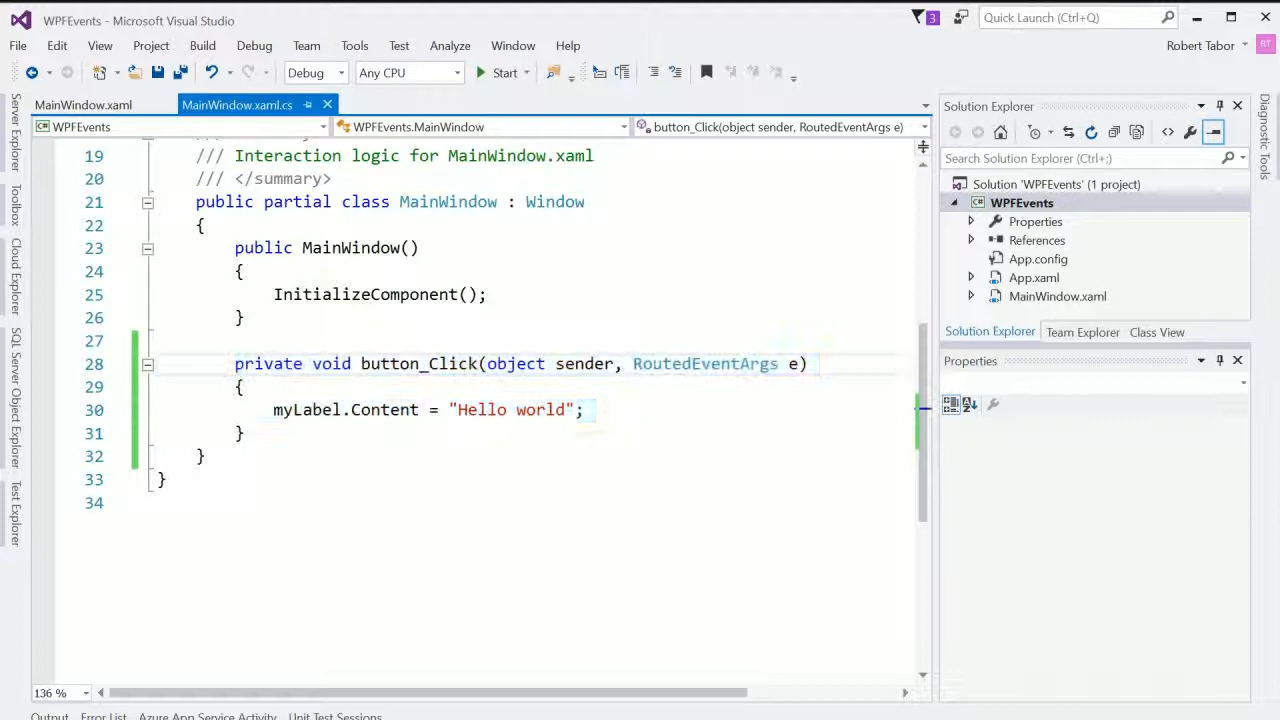 WPFEvents - Microsoft Visual Studio
3
Quick Launch (Ctrl+Q)
File Edit View Project Build Debug Team Tools Test Analyze Window Help
Robert Tabor
RT
Debug Any CPU Start
MainWindow.xaml MainWindow.xaml.cs
WPFEvents WPFEvents.MainWindow button_Click(object sender, RoutedEventArgs e)
19 /// Interaction logic for MainWindow.xaml
20 /// </summary>
21 public partial class MainWindow : Window
22 {
23 public MainWindow()
24 {
25 InitializeComponent();
26 }
27
28 private void button_Click(object sender, RoutedEventArgs e)
29 {
30 myLabel.Content = "Hello world";
31 }
32 }
33 }
34
136 %
Server Explorer
Toolbox
Cloud Explorer
SQL Server Object Explorer
Test Explorer
Solution Explorer
Search Solution Explorer (Ctrl+;)
Solution 'WPFEvents' (1 project)
WPFEvents
Properties
References
App.config
App.xaml
MainWindow.xaml
Solution Explorer Team Explorer Class View
Properties
Diagnostic Tools
Output Error List Azure App Service Activity Unit Test Sessions